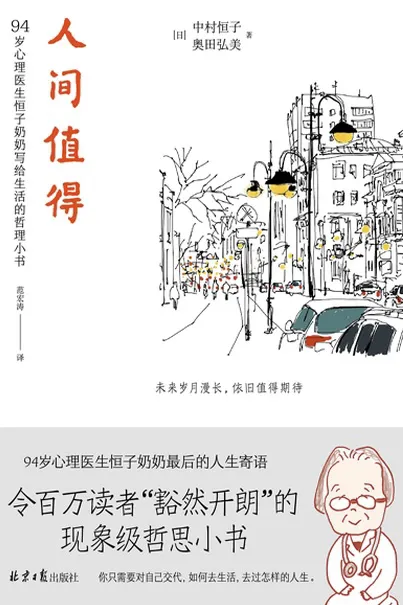 人间值得
94岁心理医生恒子奶奶写给生活的哲理小书
范宏涛 译
[日] 中村恒子
奥田弘美 著
未来岁月漫长，依旧值得期待
94岁心理医生恒子奶奶最后的人生寄语
令百万读者“豁然开朗”的
现象级哲思小书
北京日报出版社
你只需要对自己交代，如何去生活，去过怎样的人生。